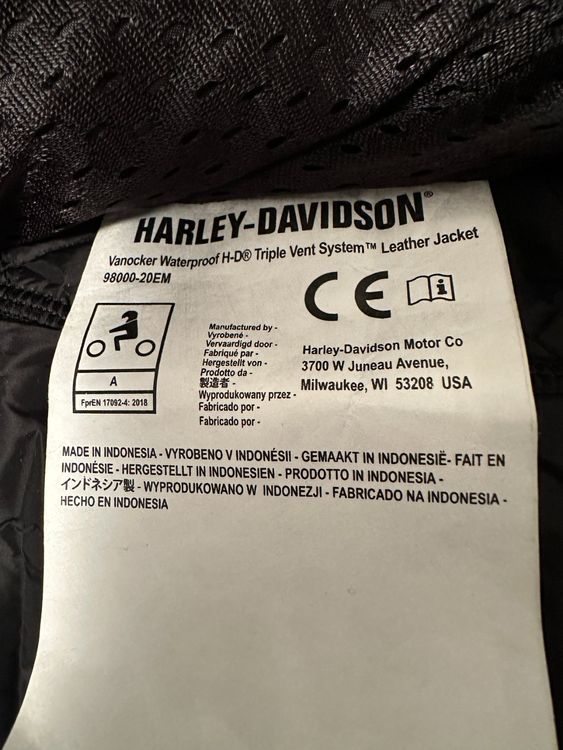 HARLEY-DAVIDSON®
Vanocker Waterproof H-D® Triple Vent System™ Leather Jacket
98000-20EM
CE
i
A
FprEN 17092-4: 2018
Manufactured by -
Vyrobené -
Vervaardigd door -
Fabriqué par -
Hergestellt von -
Prodotto da -
製造者 -
Wyprodukowany przez -
Fabricado por -
Fabricado por -
Harley-Davidson Motor Co
3700 W Juneau Avenue,
Milwaukee, WI 53208 USA
MADE IN INDONESIA - VYROBENO V INDONÉSII - GEMAAKT IN INDONESIË- FAIT EN
INDONÉSIE - HERGESTELLT IN INDONESIEN - PRODOTTO IN INDONESIA -
インドネシア製 - WYPRODUKOWANO W INDONEZJI - FABRICADO NA INDONESIA -
HECHO EN INDONESIA